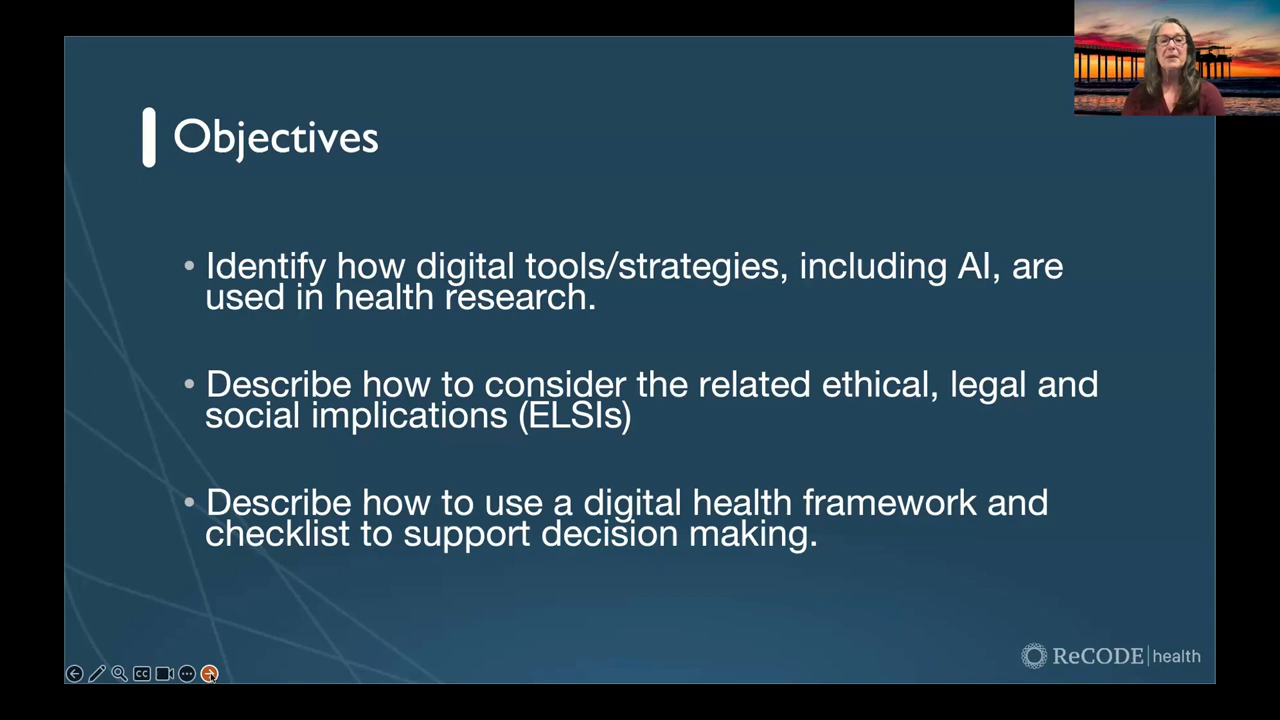 Objectives
• Identify how digital tools/strategies, including AI, are
used in health research.
• Describe how to consider the related ethical, legal and
social implications (ELSIs)
• Describe how to use a digital health framework and
checklist to support decision making.
CC
ReCODE health